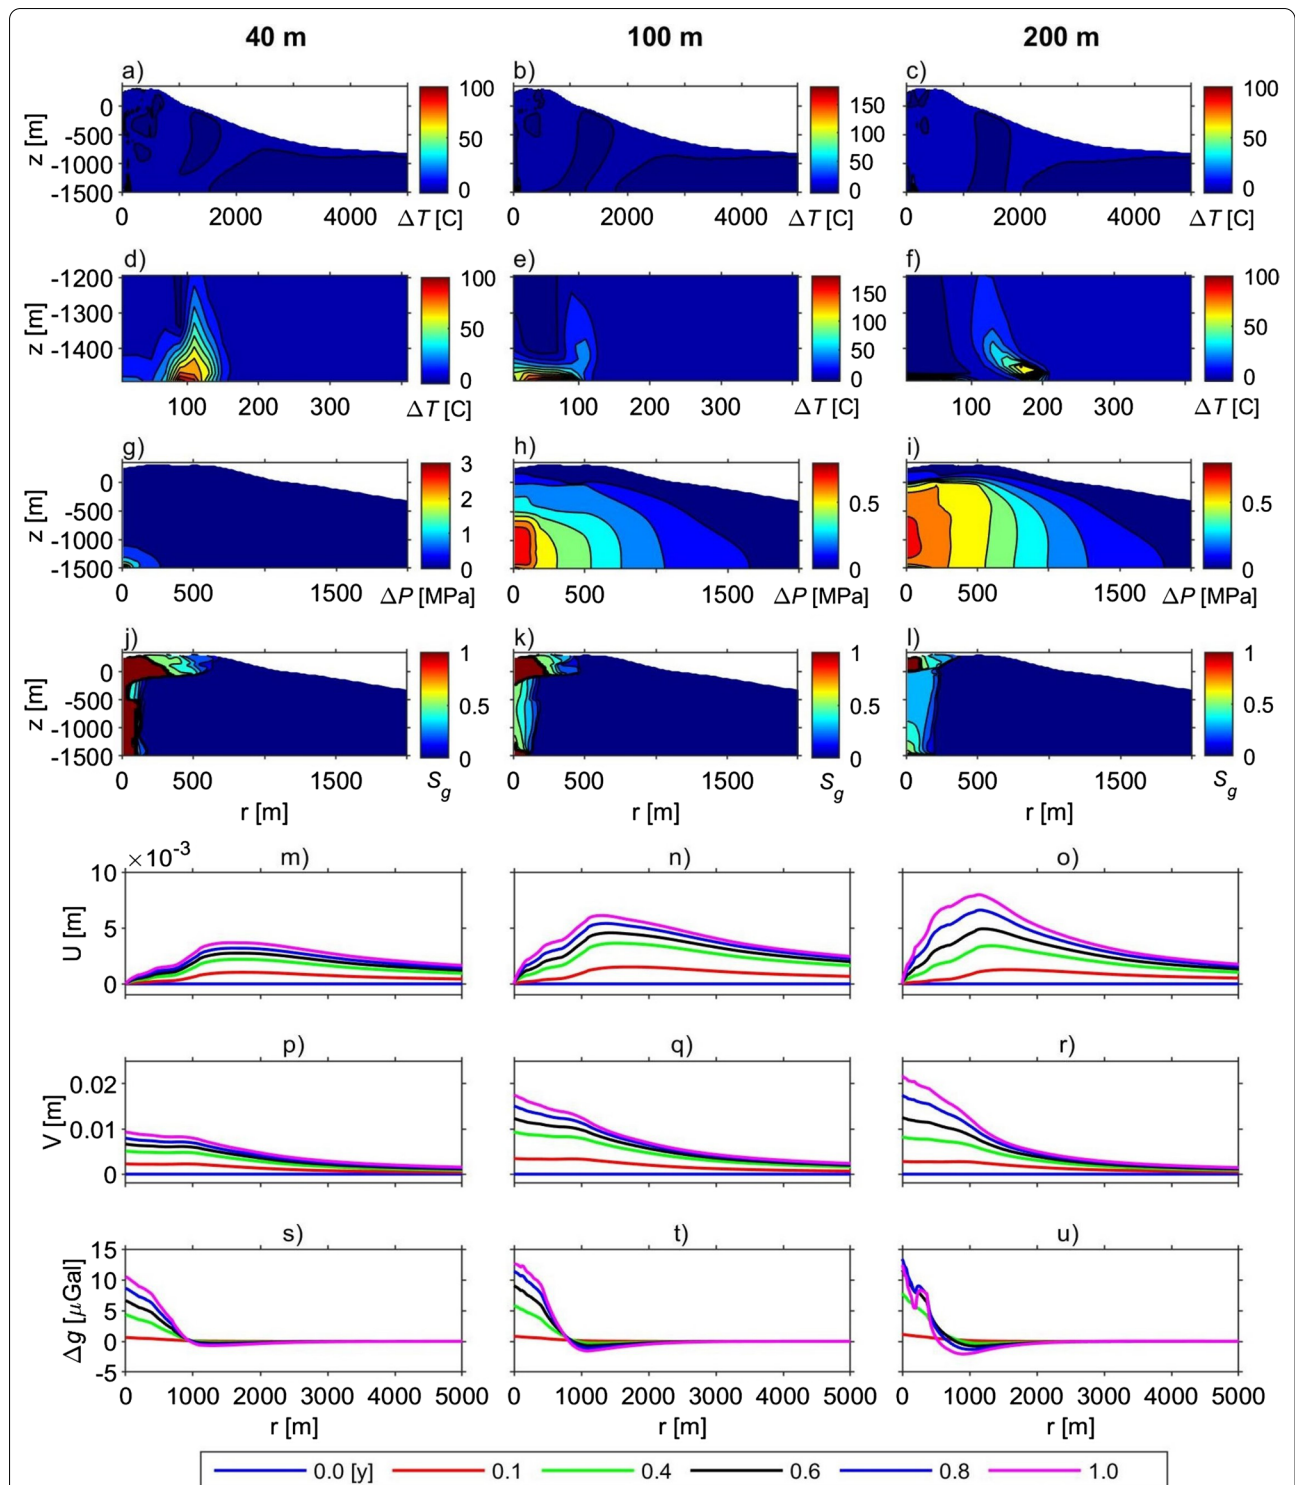 40 m 100 m 200 m
a) b) c)
z [m] 0 -500 -1000 -1500
100 50 0
150 100 50 0
100 50 0
0 2000 4000 ΔT [C] 0 2000 4000 ΔT [C] 0 2000 4000 ΔT [C]
d) e) f)
z [m] -1200 -1300 -1400
100 50 0
150 100 50 0
100 50 0
100 200 300 ΔT [C] 100 200 300 ΔT [C] 100 200 300 ΔT [C]
g) h) i)
z [m] 0 -500 -1000 -1500
3 2 1 0
0.5 0
0.5 0
0 500 1500 ΔP [MPa] 0 500 1500 ΔP [MPa] 0 500 1500 ΔP [MPa]
j) k) l)
z [m] 0 -500 -1000 -1500
1 0.5 0
1 0.5 0
1 0.5 0
0 500 1500 Sg 0 500 1500 Sg 0 500 1500 Sg
r [m] r [m] r [m]
×10-3 m) n) o)
U [m] 10 5 0
p) q) r)
V [m] 0.02 0.01 0
s) t) u)
Δg [μGal] 15 10 5 0 -5
0 1000 2000 3000 4000 5000 0 1000 2000 3000 4000 5000 0 1000 2000 3000 4000 5000
r [m] r [m] r [m]
0.0 [y] 0.1 0.4 0.6 0.8 1.0